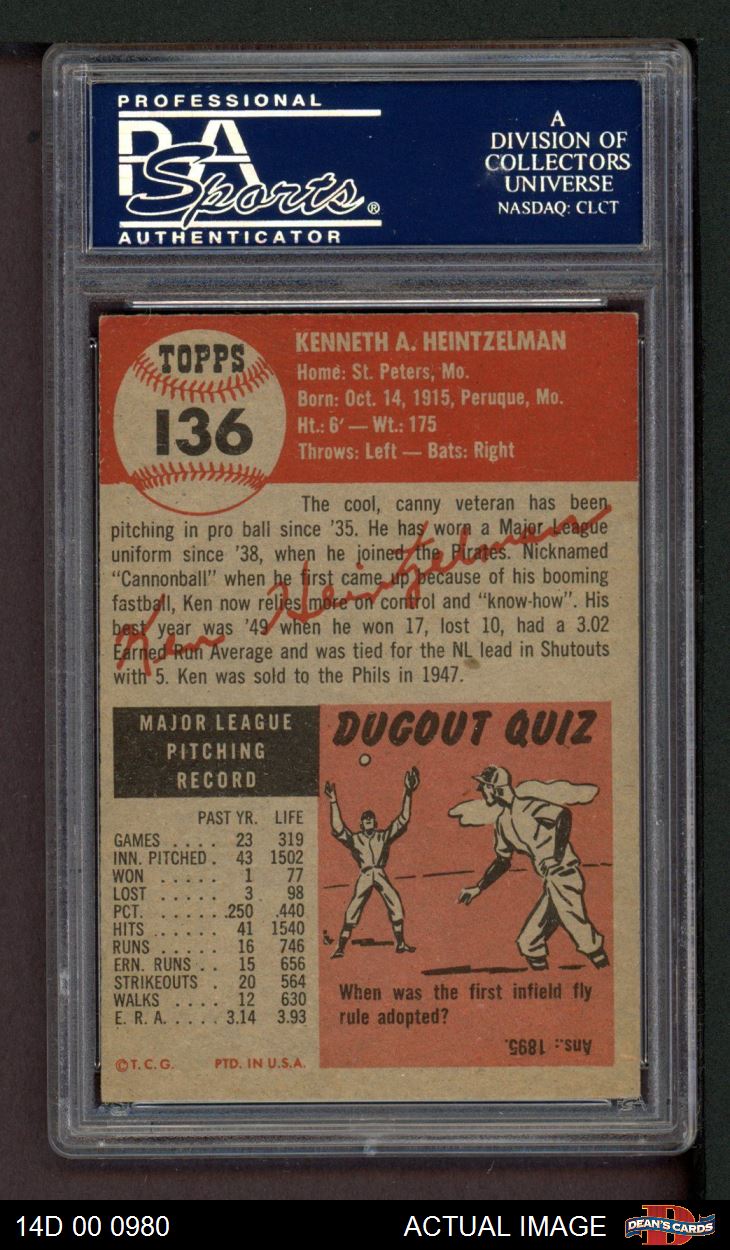 PROFESSIONAL
PSA
Sports®
AUTHENTICATOR
A
DIVISION OF
COLLECTORS
UNIVERSE
NASDAQ: CLCT
TOPPS
136
KENNETH A. HEINTZELMAN
Home: St. Peters, Mo.
Born: Oct. 14, 1915, Peruque, Mo.
Ht.: 6' — Wt.: 175
Throws: Left — Bats: Right
The cool, canny veteran has been
pitching in pro ball since '35. He has worn a Major League
uniform since '38, when he joined the Pirates. Nicknamed
"Cannonball" when he first came up because of his booming
fastball, Ken now relies more on control and "know-how". His
best year was '49 when he won 17, lost 10, had a 3.02
Earned Run Average and was tied for the NL lead in Shutouts
with 5. Ken was sold to the Phils in 1947.
Ken Heintzelman
MAJOR LEAGUE
PITCHING
RECORD
PAST YR. LIFE
GAMES .... 23 319
INN. PITCHED . 43 1502
WON ..... 1 77
LOST ..... 3 98
PCT. ...... .250 .440
HITS ...... 41 1540
RUNS ..... 16 746
ERN. RUNS .. 15 656
STRIKEOUTS . 20 564
WALKS .... 12 630
E. R. A. ..... 3.14 3.93
©T.C.G. PTD. IN U.S.A.
DUGOUT QUIZ
When was the first infield fly
rule adopted?
Ans.: 1895.
14D 00 0980
ACTUAL IMAGE
D
DEAN'S CARDS